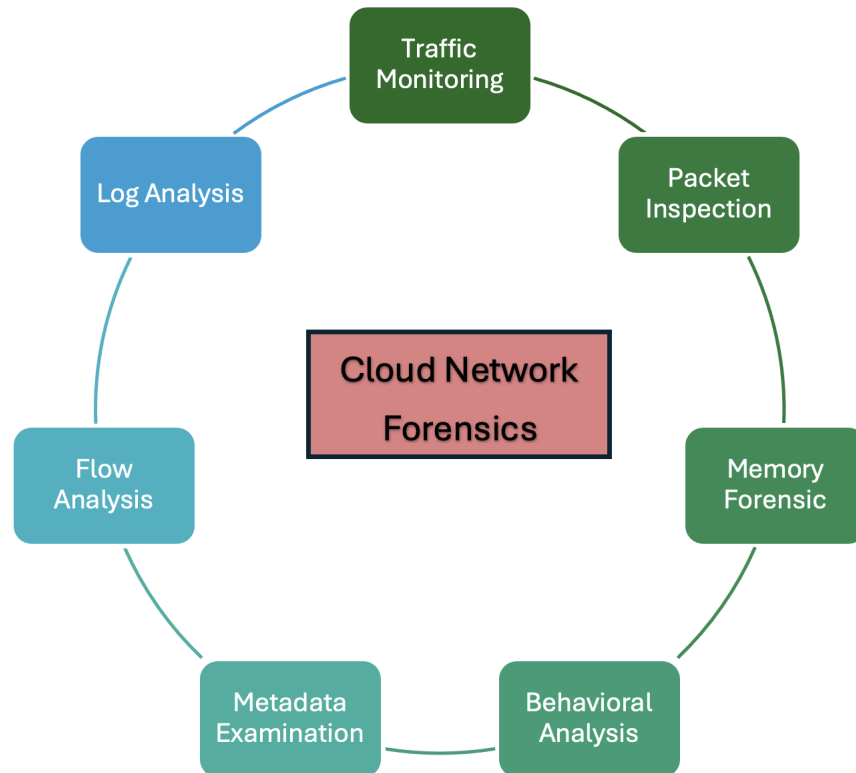 Traffic
Monitoring
Packet
Inspection
Memory
Forensic
Behavioral
Analysis
Metadata
Examination
Flow
Analysis
Log Analysis
Cloud Network
Forensics